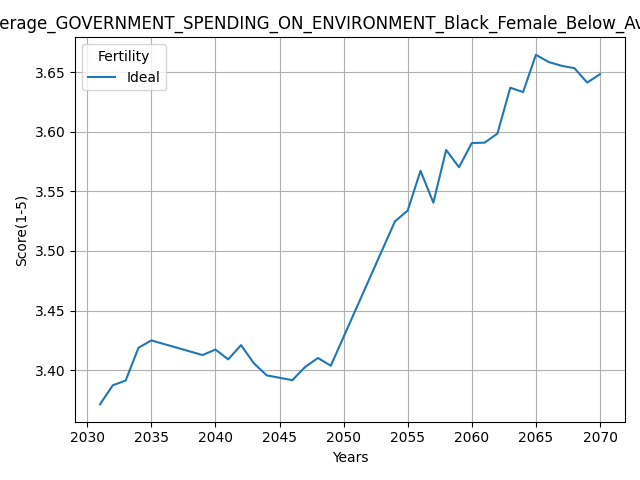 erage_GOVERNMENT_SPENDING_ON_ENVIRONMENT_Black_Female_Below_Av
Fertility
Ideal
Score(1-5)
3.65
3.60
3.55
3.50
3.45
3.40
2030 2035 2040 2045 2050 2055 2060 2065 2070
Years